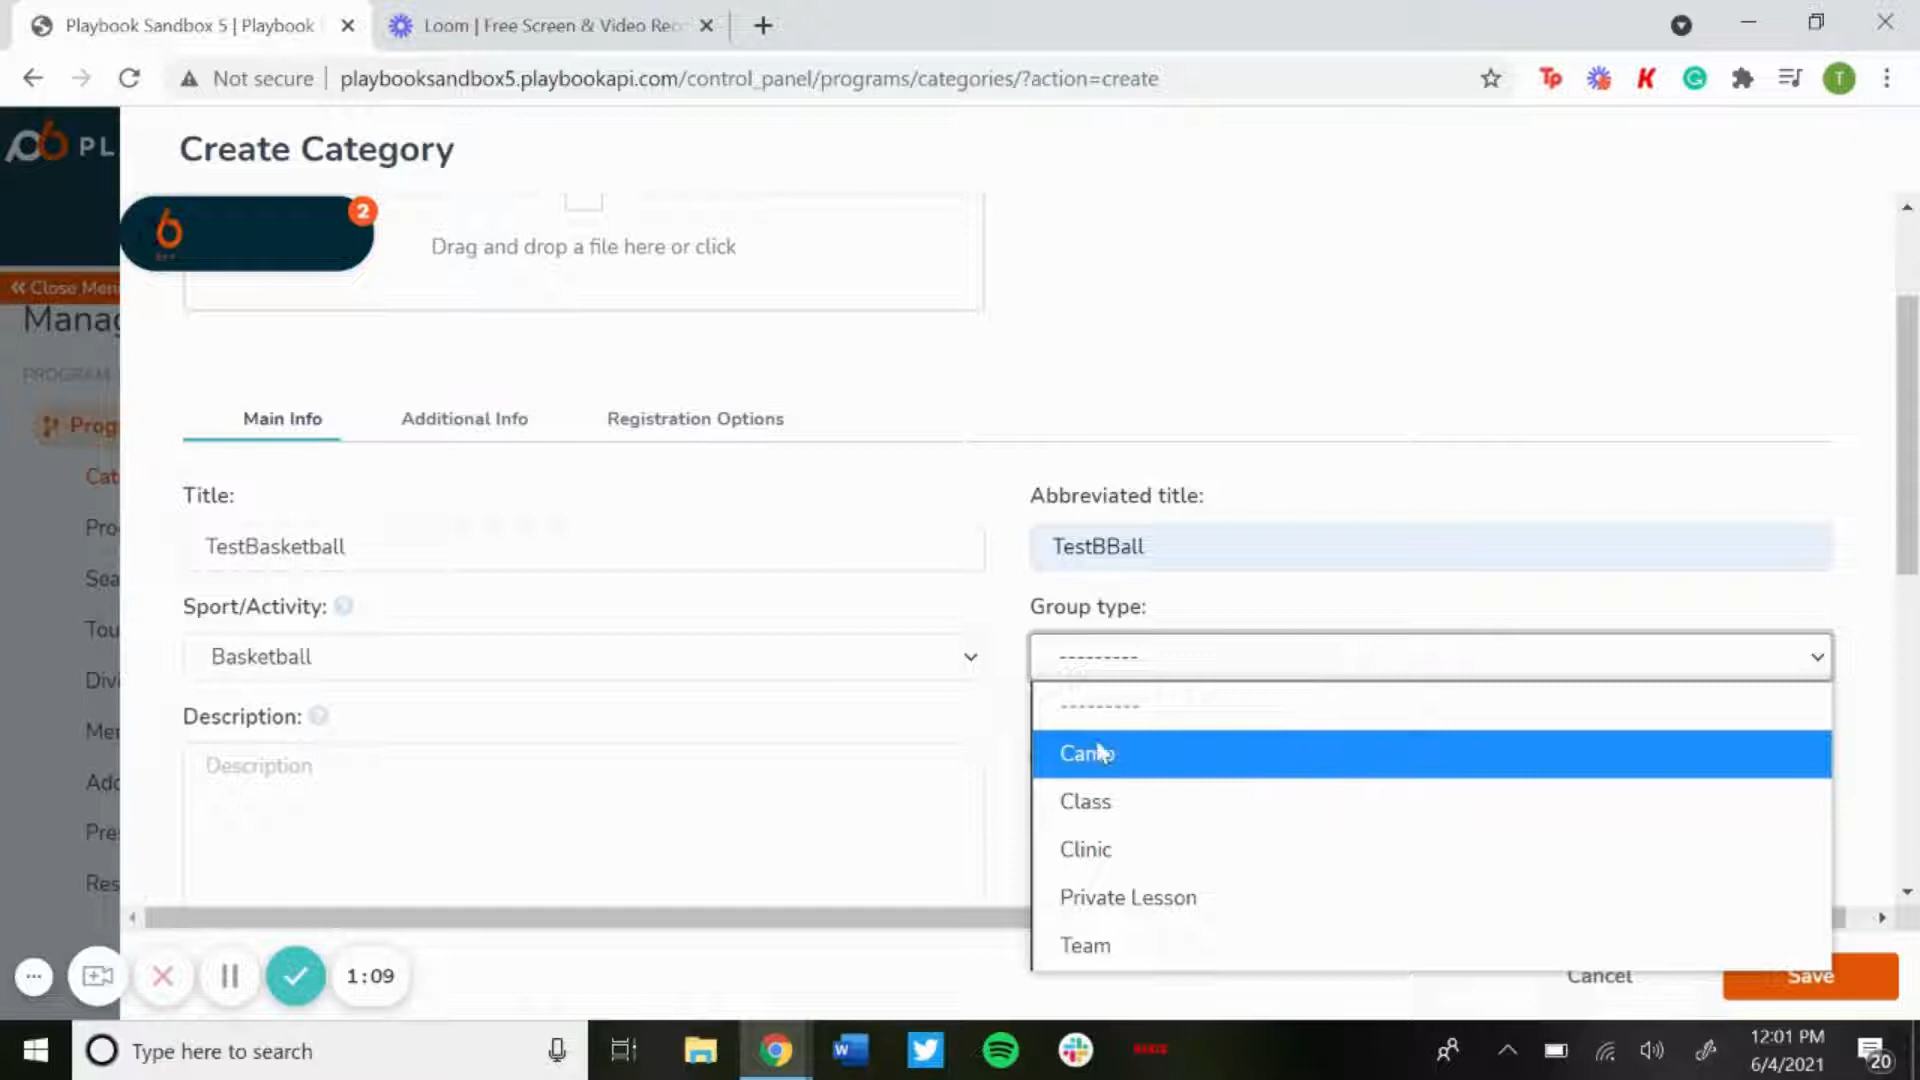 Playbook Sandbox 5 | Playbook
Loom | Free Screen & Video Rec
Not secure
playbooksandbox5.playbookapi.com/control_panel/programs/categories/?action=create
Tp
K
T
PL
Create Category
2
Drag and drop a file here or click
« Close Men
Manag
PROGRAM
Prog
Main Info
Additional Info
Registration Options
Cat
Pro
Sea
Tou
Div
Mer
Add
Pre
Res
Title:
Abbreviated title:
TestBasketball
TestBBall
Sport/Activity:
Group type:
Basketball
---------
Description:
---------
Description
Camp
Class
Clinic
Private Lesson
Team
1:09
Cancel
Save
Type here to search
12:01 PM
6/4/2021
20